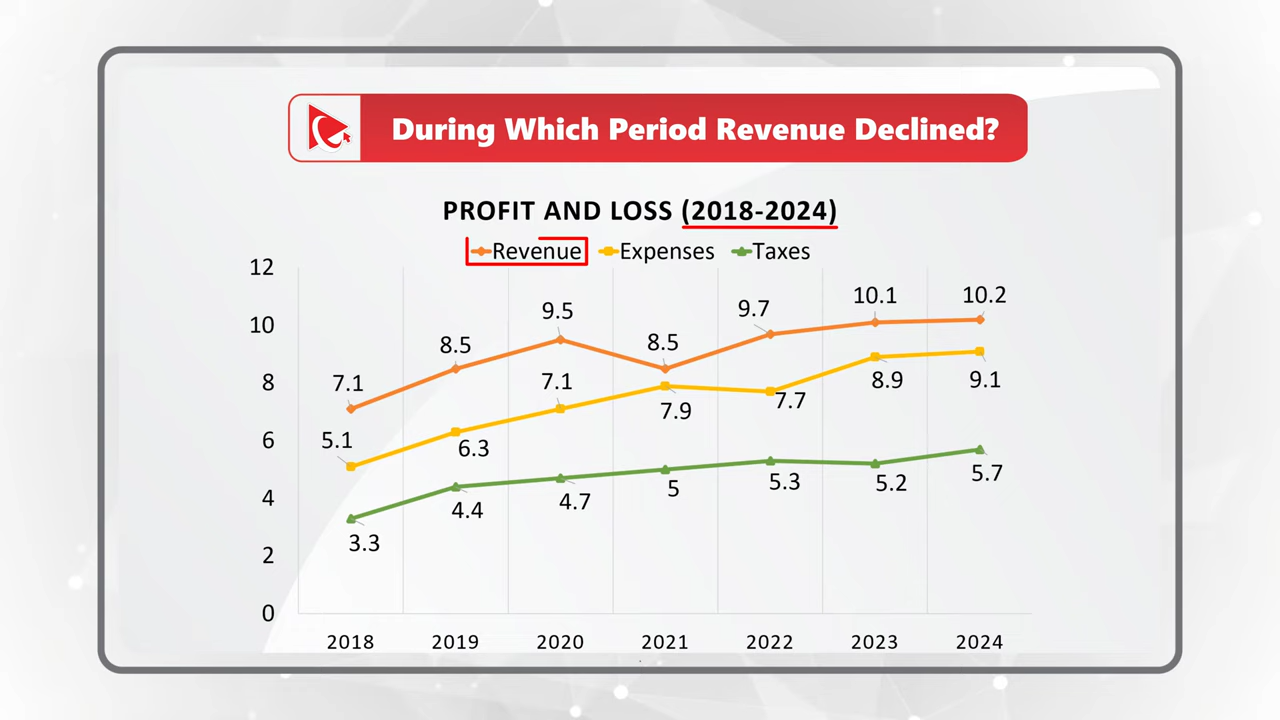 During Which Period Revenue Declined?
PROFIT AND LOSS (2018-2024)
Revenue Expenses Taxes
12
10
8
6
4
2
0
7.1 8.5 9.5 8.5 9.7 10.1 10.2
5.1 6.3 7.1 7.9 7.7 8.9 9.1
3.3 4.4 4.7 5 5.3 5.2 5.7
2018 2019 2020 2021 2022 2023 2024